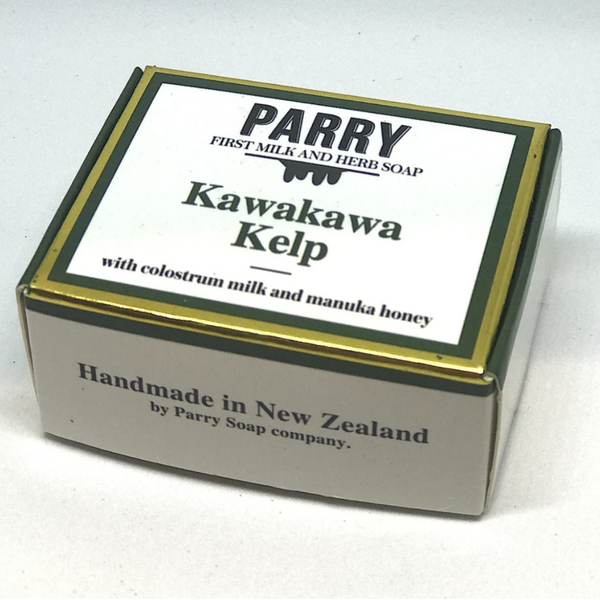 PARRY
FIRST MILK AND HERB SOAP
Kawakawa
Kelp
with colostrum milk and manuka honey
Handmade in New Zealand
by Parry Soap company.